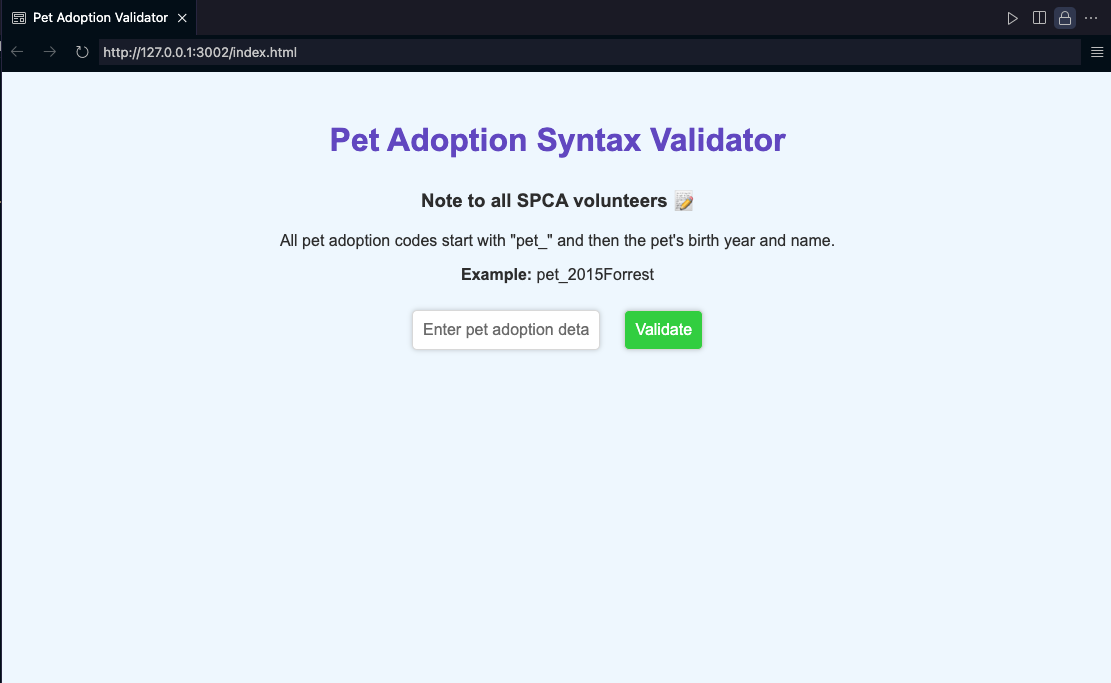 Pet Adoption Validator
http://127.0.0.1:3002/index.html
Pet Adoption Syntax Validator
Note to all SPCA volunteers 📝
All pet adoption codes start with "pet_" and then the pet's birth year and name.
Example: pet_2015Forrest
Enter pet adoption deta
Validate